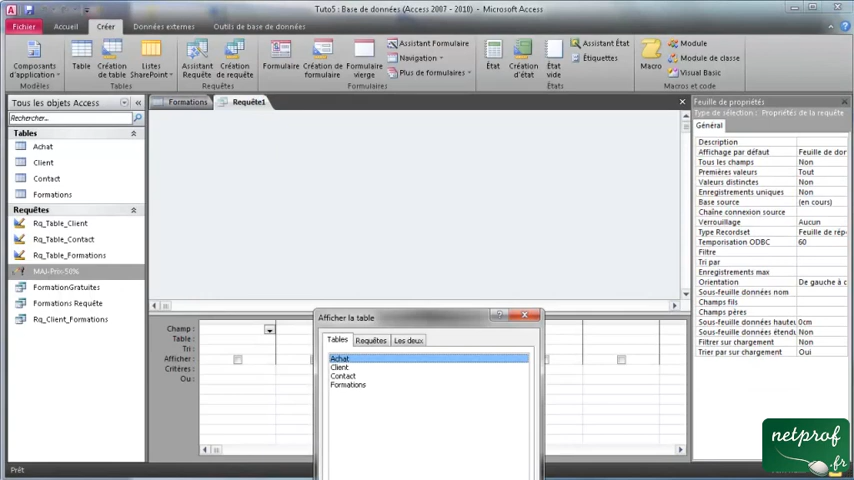 Tuto5 : Base de données (Access 2007 - 2010) - Microsoft Access
Fichier Accueil Créer Données externes Outils de base de données
Composants d'application
Table
Création de table
Listes SharePoint
Assistant Requête
Création de requête
Formulaire
Création de formulaire
Formulaire vierge
Assistant Formulaire
Navigation
Plus de formulaires
État
Création d'état
État vide
Assistant État
Étiquettes
Macro
Module
Module de classe
Visual Basic
Modèles Tables Requêtes Formulaires États Macros et code
Tous les objets Access
Rechercher...
Tables
Achat
Client
Contact
Formations
Requêtes
Rq_Table_Client
Rq_Table_Contact
Rq_Table_Formations
MAJ-Prix-50%
FormationGratuites
Formations Requête
Rq_Client_Formations
Formations Requête1
Champ :
Table :
Tri :
Afficher :
Critères :
Ou :
Afficher la table
Tables Requêtes Les deux
Achat
Client
Contact
Formations
Feuille de propriétés
Type de sélection : Propriétés de la requête
Général
Description
Affichage par défaut Feuille de don
Tous les champs Non
Premières valeurs Tout
Valeurs distinctes Non
Enregistrements uniques Non
Base source (en cours)
Chaîne connexion source
Verrouillage Aucun
Type Recordset Feuille de rép
Temporisation ODBC 60
Filtre
Tri par
Enregistrements max
Orientation De gauche à
Sous-feuille données nom
Champs fils
Champs pères
Sous-feuille données hauteu 0cm
Sous-feuille données étendu Non
Filtrer sur chargement Non
Trier par sur chargement Oui
netprof
.fr
Prêt